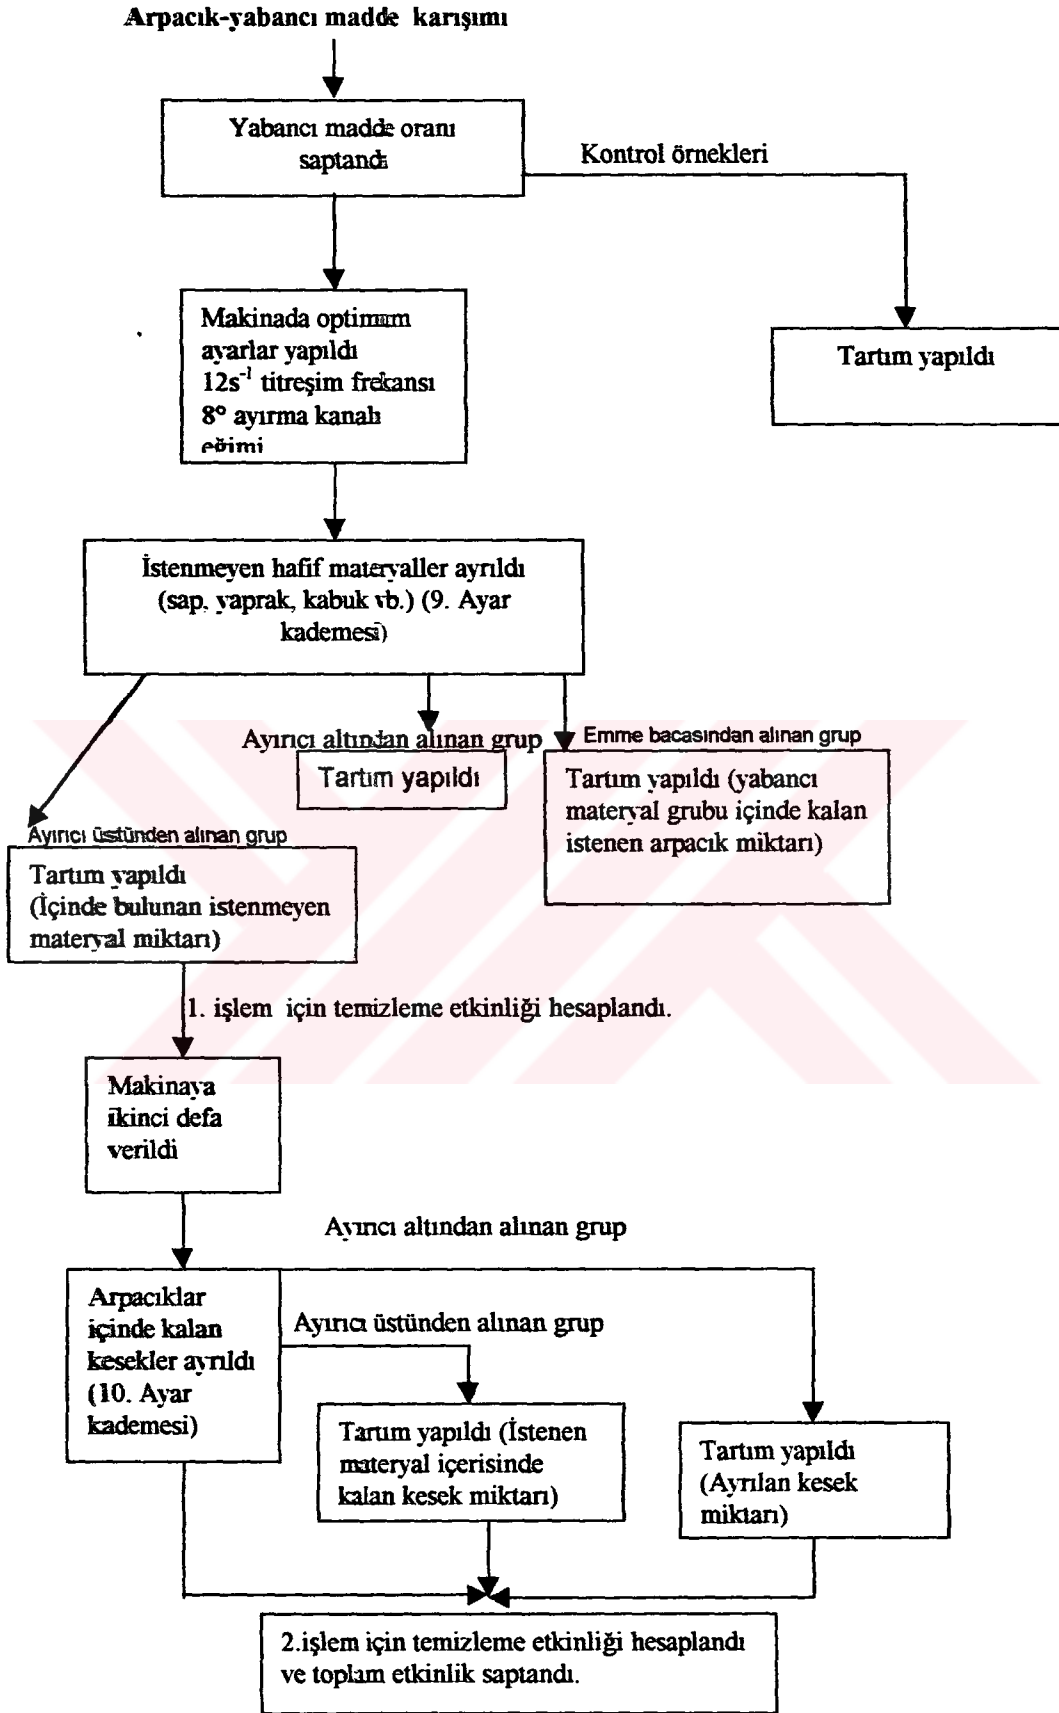 Arpacık-yabancı madde karışımı
Yabancı madde oranı
saptandı
Kontrol örnekleri
Makinada optimum
ayarlar yapıldı
12s⁻¹ titreşim frekansı
8° ayırma kanalı
eğimi
Tartım yapıldı
İstenmeyen hafif materyaller ayrıldı
(sap, yaprak, kabuk vb.) (9. Ayar
kademesi)
Ayırıcı altından alınan grup
Tartım yapıldı
Emme bacasından alınan grup
Tartım yapıldı (yabancı
materyal grubu içinde kalan
istenen arpacık miktarı)
Ayırıcı üstünden alınan grup
Tartım yapıldı
(İçinde bulunan istenmeyen
materyal miktarı)
1. işlem için temizleme etkinliği hesaplandı.
Makinaya
ikinci defa
verildi
Ayırıcı altından alınan grup
Arpacıklar
içinde kalan
kesekler ayrıldı
(10. Ayar
kademesi)
Ayırıcı üstünden alınan grup
Tartım yapıldı (İstenen
materyal içerisinde
kalan kesek miktarı)
Tartım yapıldı
(Ayrılan kesek
miktarı)
2.işlem için temizleme etkinliği hesaplandı
ve toplam etkinlik saptandı.